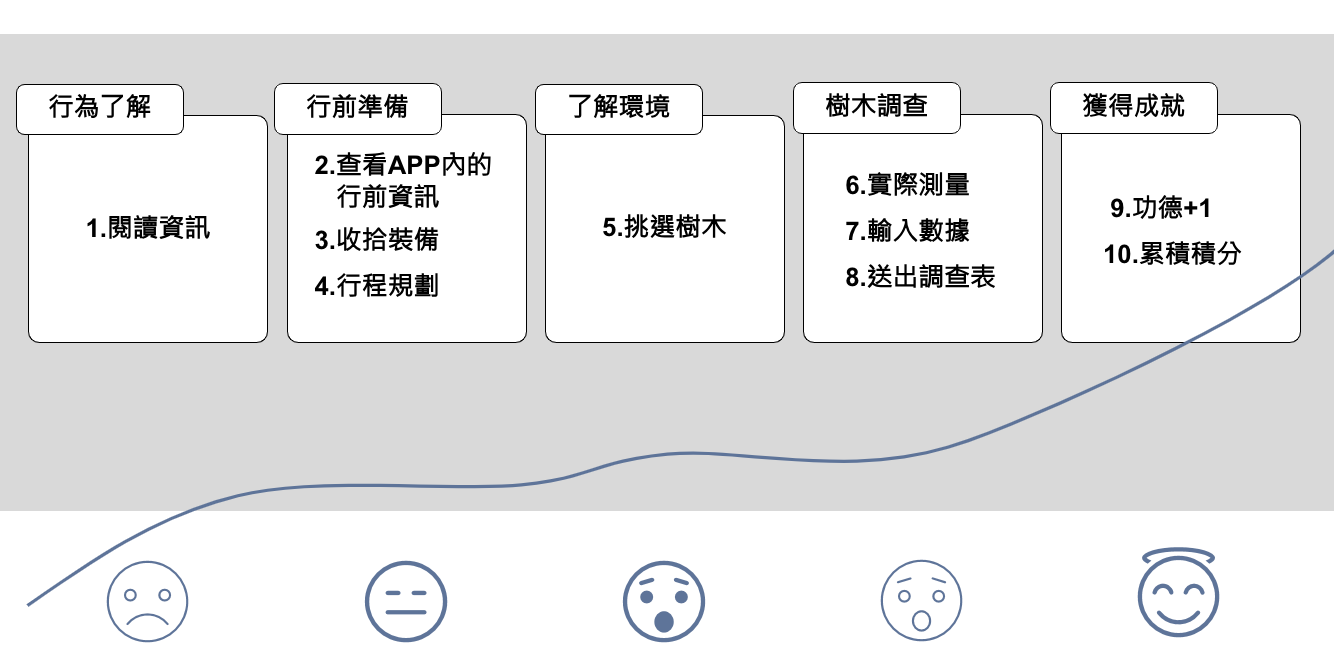 行為了解
1.閱讀資訊
行前準備
2.查看APP內的
行前資訊
3.收拾裝備
4.行程規劃
了解環境
5.挑選樹木
樹木調查
6.實際測量
7.輸入數據
8.送出調查表
獲得成就
9.功德+1
10.累積積分